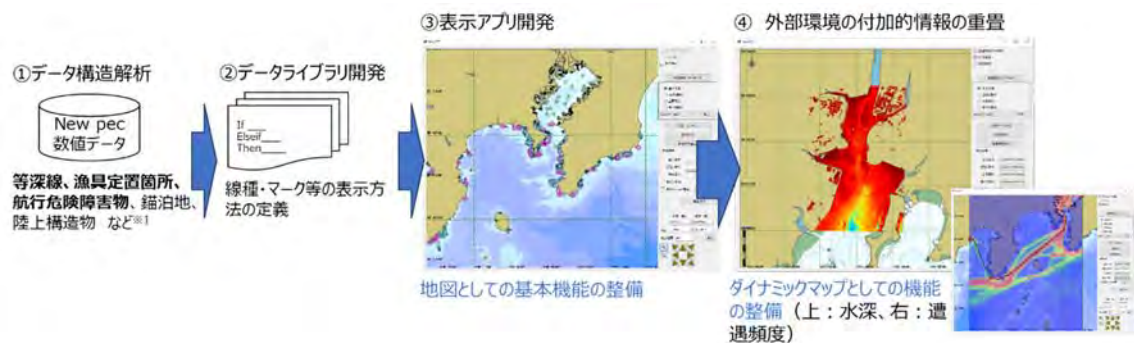 ③表示アプリ開発
④ 外部環境の付加的情報の重畳
①データ構造解析
②データライブラリ開発
New pec
数値データ
If
Elseif
Then
等深線、漁具定置箇所、
航行危険障害物、錨泊地、
陸上構造物 など※1
線種・マーク等の表示方
法の定義
地図としての基本機能の整備
ダイナミックマップとしての機能
の整備（上：水深、右：遭
遇頻度）